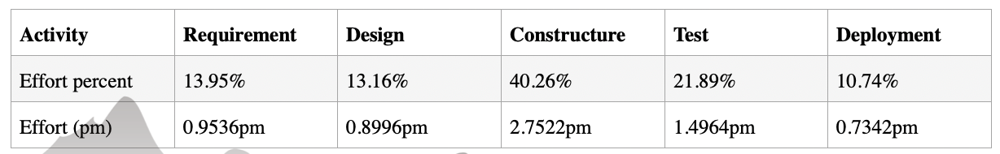 Activity Requirement Design Constructure Test Deployment
Effort percent 13.95% 13.16% 40.26% 21.89% 10.74%
Effort (pm) 0.9536pm 0.8996pm 2.7522pm 1.4964pm 0.7342pm